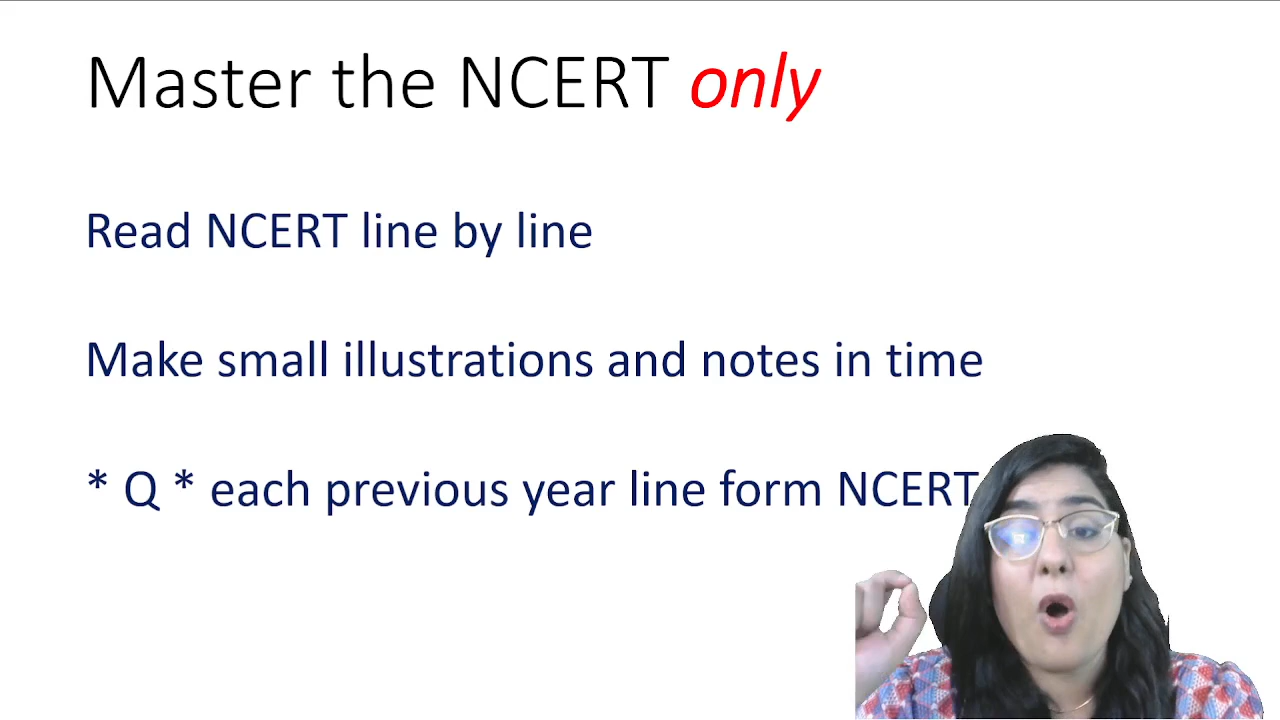 Master the NCERT only
Read NCERT line by line
Make small illustrations and notes in time
* Q * each previous year line form NCERT